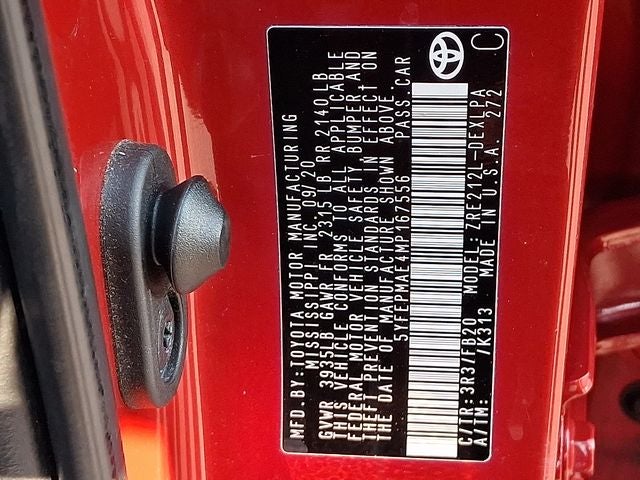 MFD.BY:TOYOTA MOTOR MANUFACTURING
MISSISSIPPI INC. 09/20
GVWR 3935LB GAWR FR 2315 LB RR 2140 LB
THIS VEHICLE CONFORMS TO ALL APPLICABLE
FEDERAL MOTOR VEHICLE SAFETY, BUMPER, AND
THEFT PREVENTION STANDARDS IN EFFECT ON
THE DATE OF MANUFACTURE SHOWN ABOVE.
5YFEPMAE4MP167556 PASS.CAR
C/TR:3R37/FB20 MODEL:ZRE212L-DEXLPA
A/TM: /K313 MADE IN U.S.A. 272
C